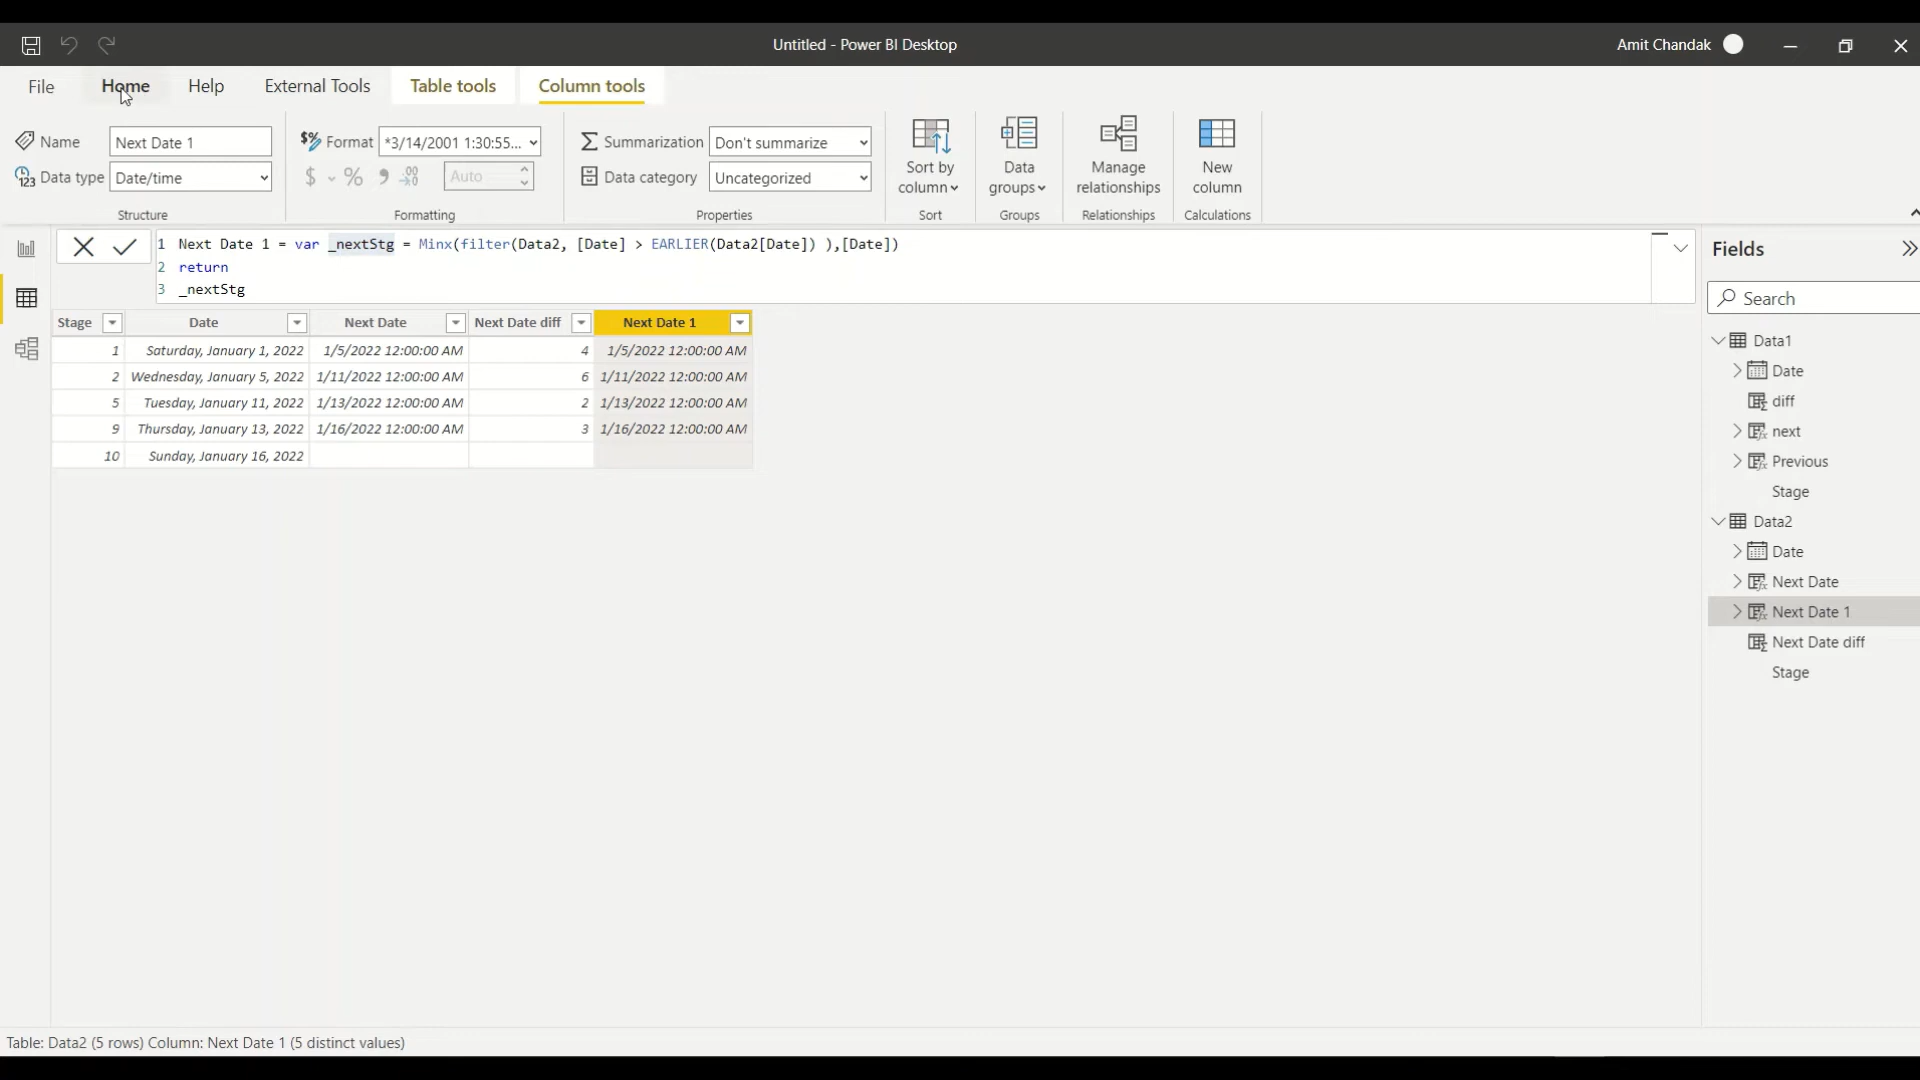 Untitled - Power BI Desktop
Amit Chandak
File
Home
Help
External Tools
Table tools
Column tools
Name
Next Date 1
Data type
Date/time
Structure
Format
*3/14/2001 1:30:55...
$ % 9 .00
Auto
Formatting
Summarization
Don't summarize
Data category
Uncategorized
Properties
Sort by
column
Sort
Data
groups
Groups
Manage
relationships
Relationships
New
column
Calculations
1 Next Date 1 = var _nextStg = Minx(filter(Data2, [Date] > EARLIER(Data2[Date]) ),[Date])
2 return
3 _nextStg
Stage Date Next Date Next Date diff Next Date 1
1 Saturday, January 1, 2022 1/5/2022 12:00:00 AM 4 1/5/2022 12:00:00 AM
2 Wednesday, January 5, 2022 1/11/2022 12:00:00 AM 6 1/11/2022 12:00:00 AM
5 Tuesday, January 11, 2022 1/13/2022 12:00:00 AM 2 1/13/2022 12:00:00 AM
9 Thursday, January 13, 2022 1/16/2022 12:00:00 AM 3 1/16/2022 12:00:00 AM
10 Sunday, January 16, 2022
Fields
Search
Data1
Date
diff
next
Previous
Stage
Data2
Date
Next Date
Next Date 1
Next Date diff
Stage
Table: Data2 (5 rows) Column: Next Date 1 (5 distinct values)